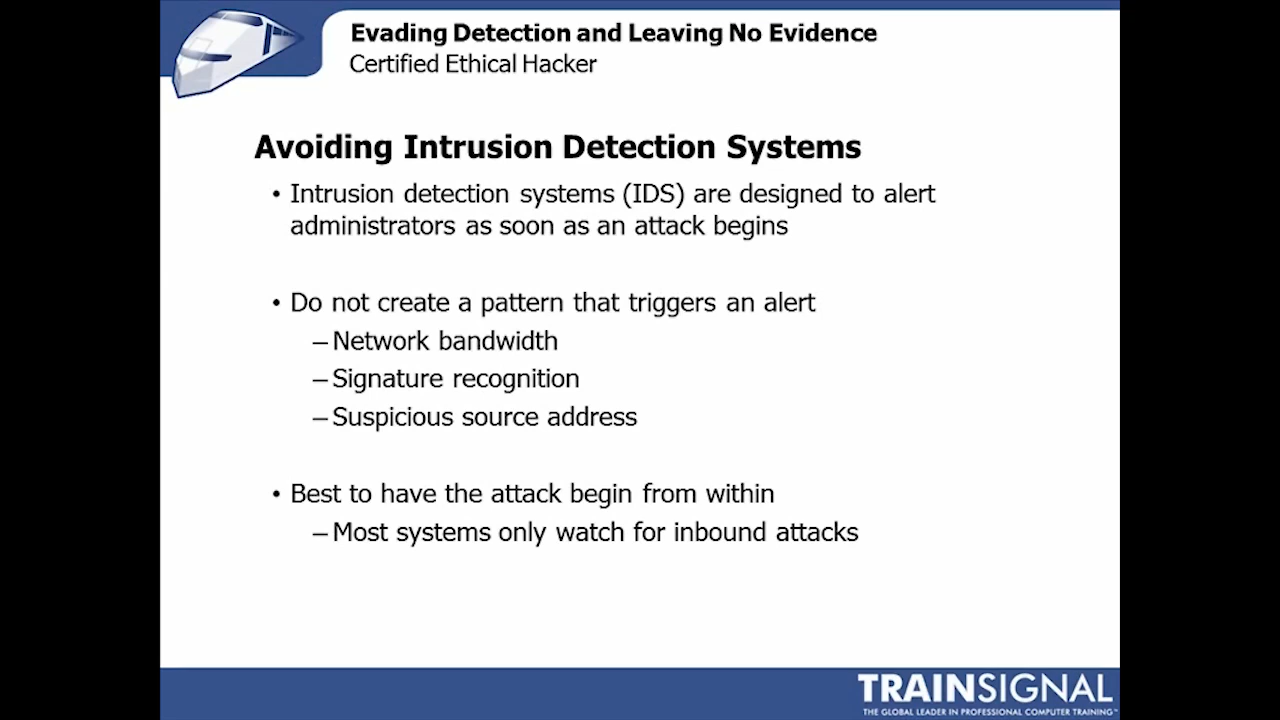 Evading Detection and Leaving No Evidence
Certified Ethical Hacker
Avoiding Intrusion Detection Systems
• Intrusion detection systems (IDS) are designed to alert
administrators as soon as an attack begins
• Do not create a pattern that triggers an alert
– Network bandwidth
– Signature recognition
– Suspicious source address
• Best to have the attack begin from within
– Most systems only watch for inbound attacks
TRAINSIGNAL
THE GLOBAL LEADER IN PROFESSIONAL COMPUTER TRAINING™